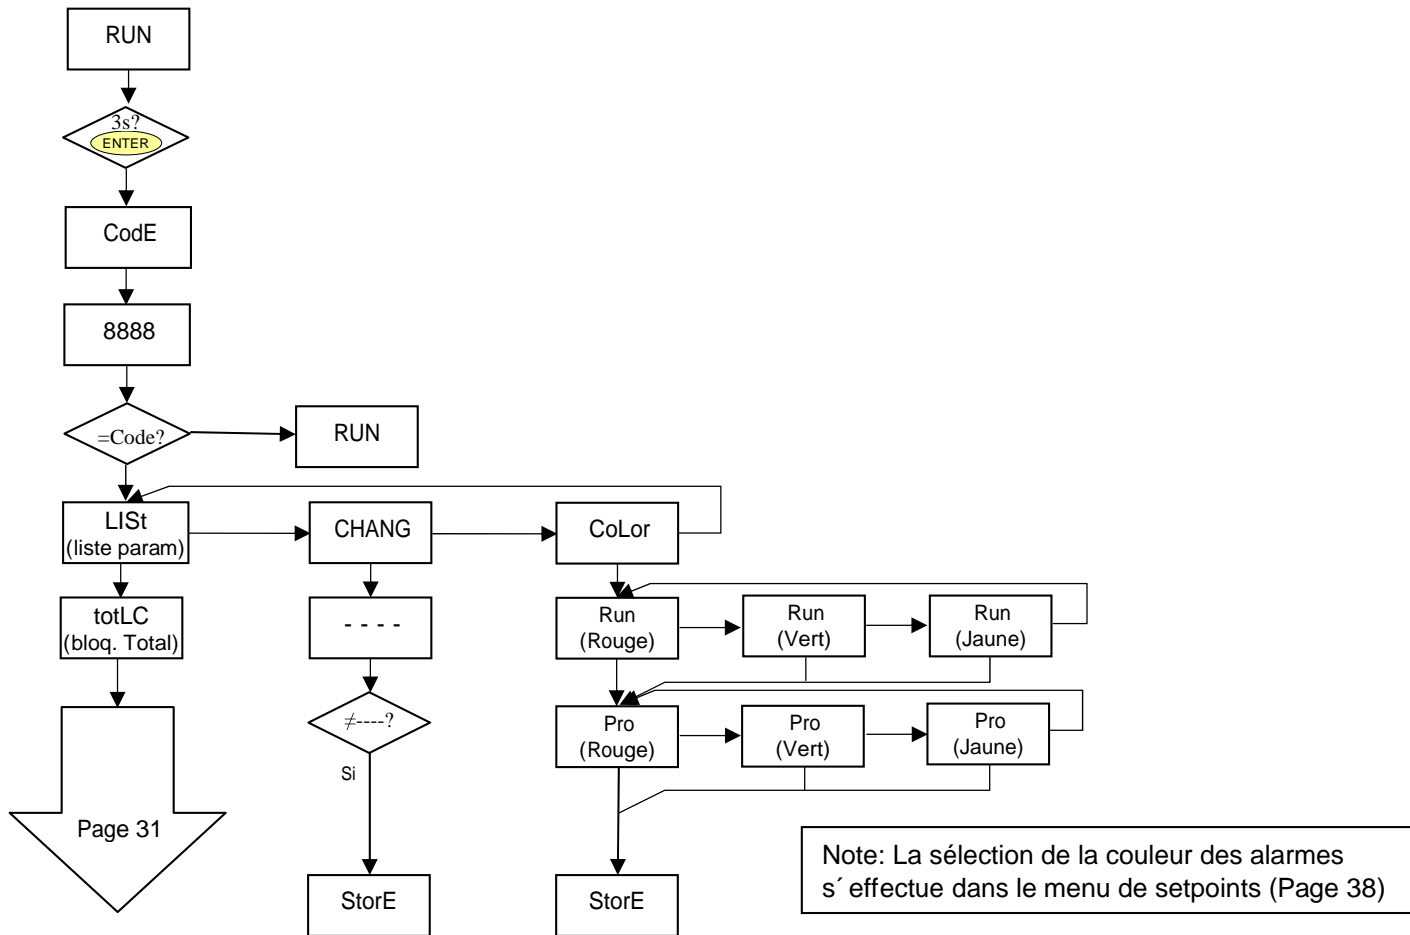 RUN
3s?
ENTER
CodE
8888
=Code?
RUN
LISt
(liste param)
CHANG
CoLor
totLC
(bloq. Total)
- - - -
Run
(Rouge)
Run
(Vert)
Run
(Jaune)
≠----?
Pro
(Rouge)
Pro
(Vert)
Pro
(Jaune)
Si
Page 31
StorE
StorE
Note: La sélection de la couleur des alarmes
s´ effectue dans le menu de setpoints (Page 38)